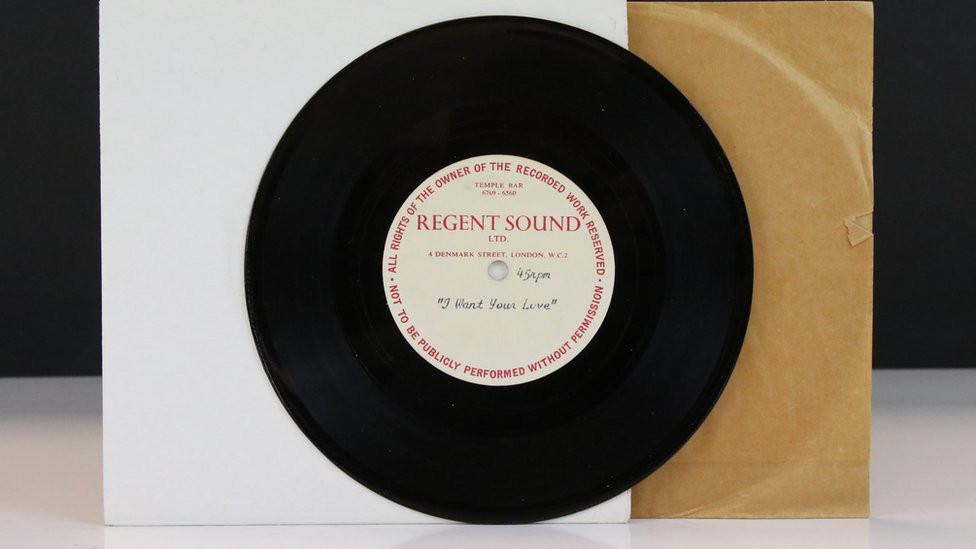 • ALL RIGHTS OF THE OWNER OF THE RECORDED WORK RESERVED •
TEMPLE BAR
6769 - 6560
REGENT SOUND
LTD.
4 DENMARK STREET, LONDON, W.C.2
45rpm
"I Want Your Love"
NOT TO BE PUBLICLY PERFORMED WITHOUT PERMISSION